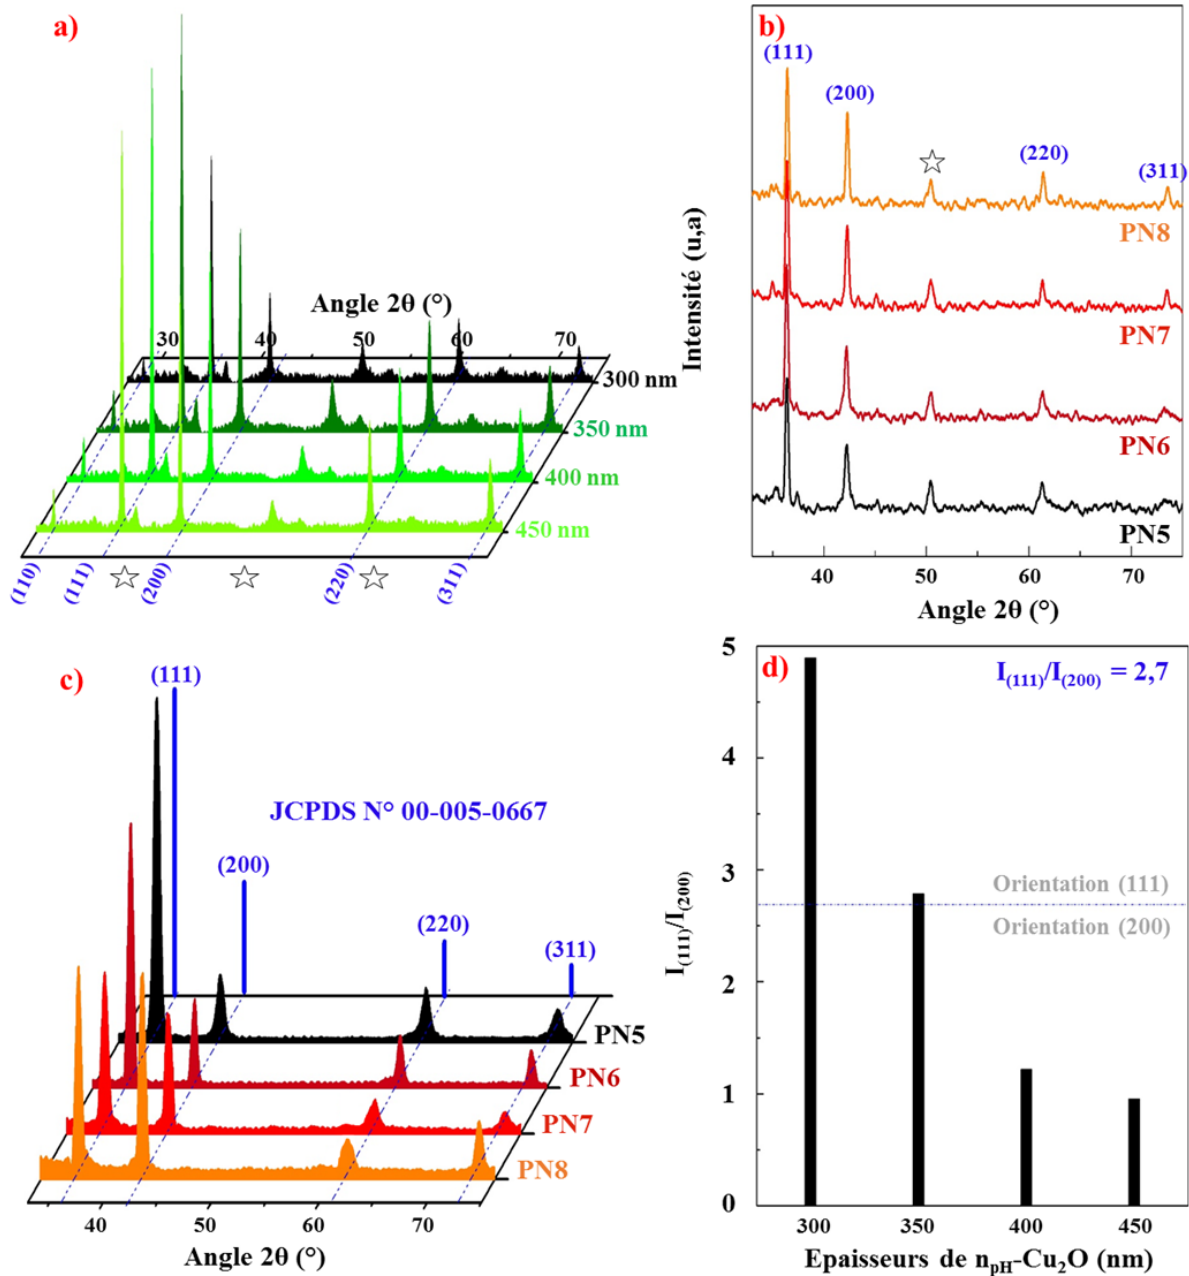 a)
Angle 2θ (°)
30 40 50 60 70
300 nm
350 nm
400 nm
450 nm
(110) (111) ☆ (200) ☆ (220) ☆ (311)
b)
(111)
(200)
☆
(220)
(311)
PN8
PN7
PN6
PN5
Intensité (u,a)
40 50 60 70
Angle 2θ (°)
c)
(111)
JCPDS N° 00-005-0667
(200)
(220)
(311)
PN5
PN6
PN7
PN8
40 50 60 70
Angle 2θ (°)
d)
I(111)/I(200) = 2,7
5
4
3
2
1
0
Orientation (111)
Orientation (200)
I(111)/I(200)
300 350 400 450
Epaisseurs de npH-Cu2O (nm)